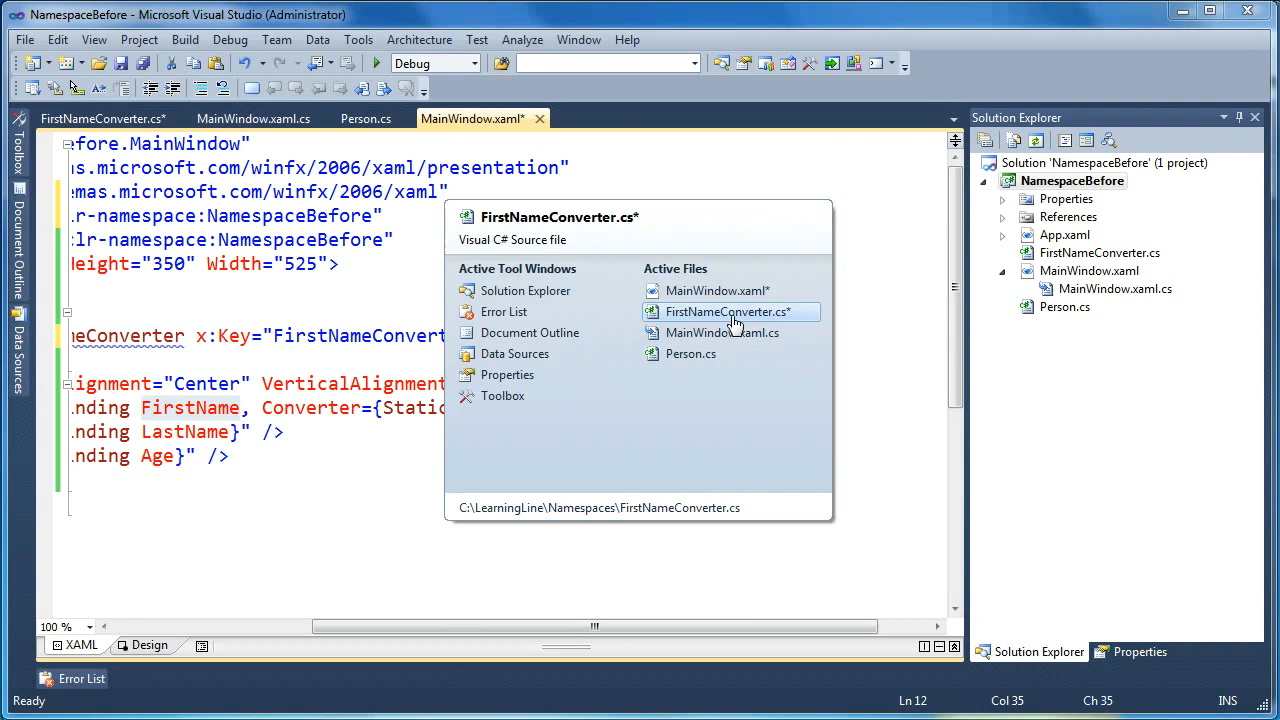 NamespaceBefore - Microsoft Visual Studio (Administrator)
File Edit View Project Build Debug Team Data Tools Architecture Test Analyze Window Help
Debug
FirstNameConverter.cs* MainWindow.xaml.cs Person.cs MainWindow.xaml*
Toolbox
Document Outline
Data Sources
efore.MainWindow"
as.microsoft.com/winfx/2006/xaml/presentation"
emas.microsoft.com/winfx/2006/xaml"
lr-namespace:NamespaceBefore"
clr-namespace:NamespaceBefore"
Height="350" Width="525">
meConverter x:Key="FirstNameConvert
ignment="Center" VerticalAlignment
nding FirstName, Converter={Static
nding LastName}" />
nding Age}" />
FirstNameConverter.cs*
Visual C# Source file
Active Tool Windows
Solution Explorer
Error List
Document Outline
Data Sources
Properties
Toolbox
Active Files
MainWindow.xaml*
FirstNameConverter.cs*
MainWindow.xaml.cs
Person.cs
C:\LearningLine\Namespaces\FirstNameConverter.cs
100 %
XAML Design
Solution Explorer
Solution 'NamespaceBefore' (1 project)
NamespaceBefore
Properties
References
App.xaml
FirstNameConverter.cs
MainWindow.xaml
MainWindow.xaml.cs
Person.cs
Solution Explorer Properties
Error List
Ready Ln 12 Col 35 Ch 35 INS